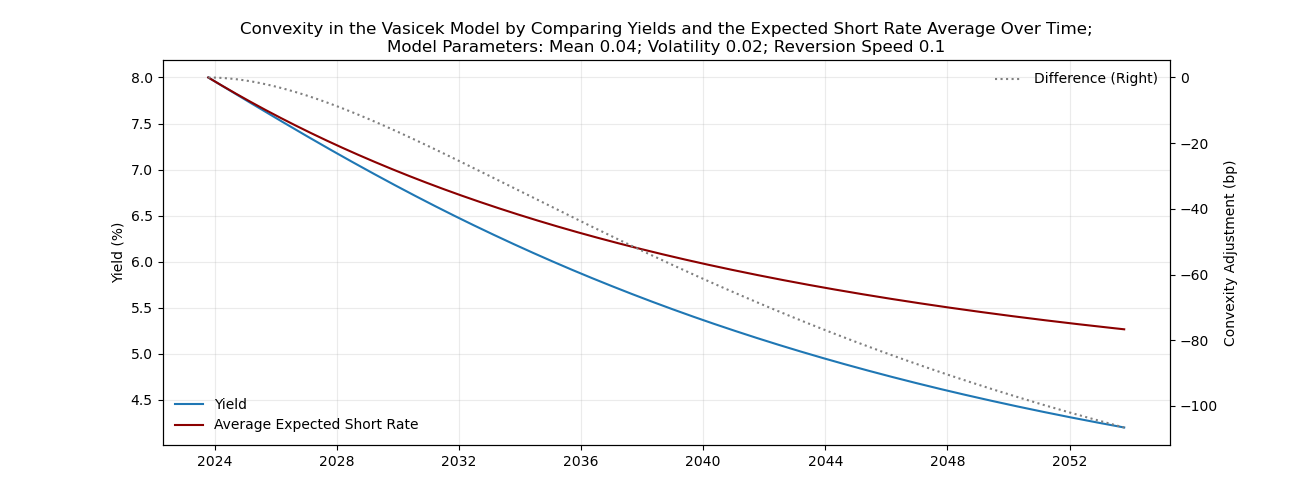 Convexity in the Vasicek Model by Comparing Yields and the Expected Short Rate Average Over Time;
Model Parameters: Mean 0.04; Volatility 0.02; Reversion Speed 0.1
Yield (%)
8.0
7.5
7.0
6.5
6.0
5.5
5.0
4.5
Difference (Right)
Yield
Average Expected Short Rate
0
−20
−40
−60
−80
−100
Convexity Adjustment (bp)
2024 2028 2032 2036 2040 2044 2048 2052